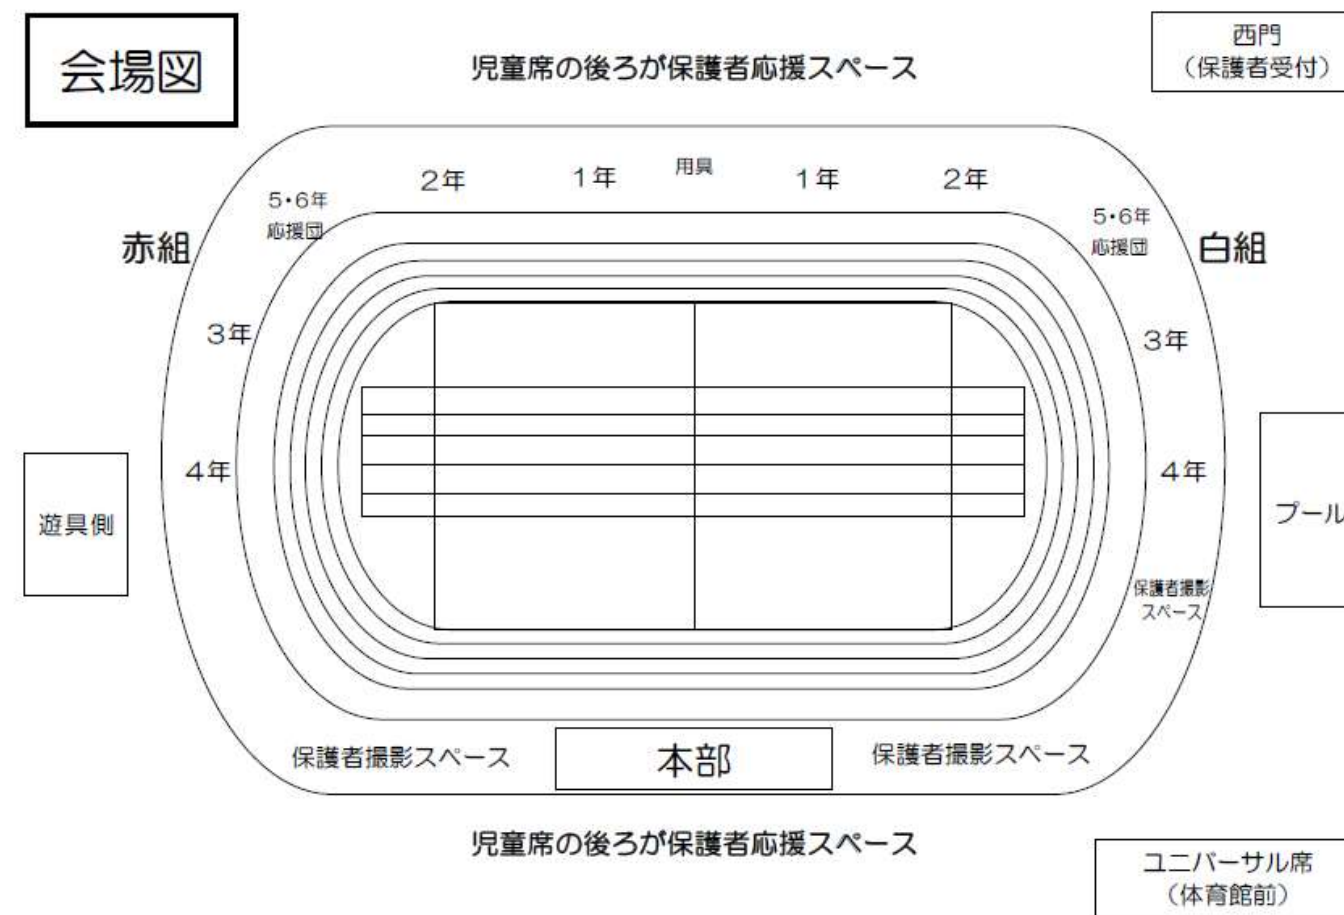 会場図
児童席の後ろが保護者応援スペース
西門
（保護者受付）
2年
1年
用具
1年
2年
5・6年
応援団
5・6年
応援団
赤組
白組
3年
3年
4年
4年
遊具側
プール
保護者撮影
スペース
保護者撮影スペース
本部
保護者撮影スペース
児童席の後ろが保護者応援スペース
ユニバーサル席
（体育館前）